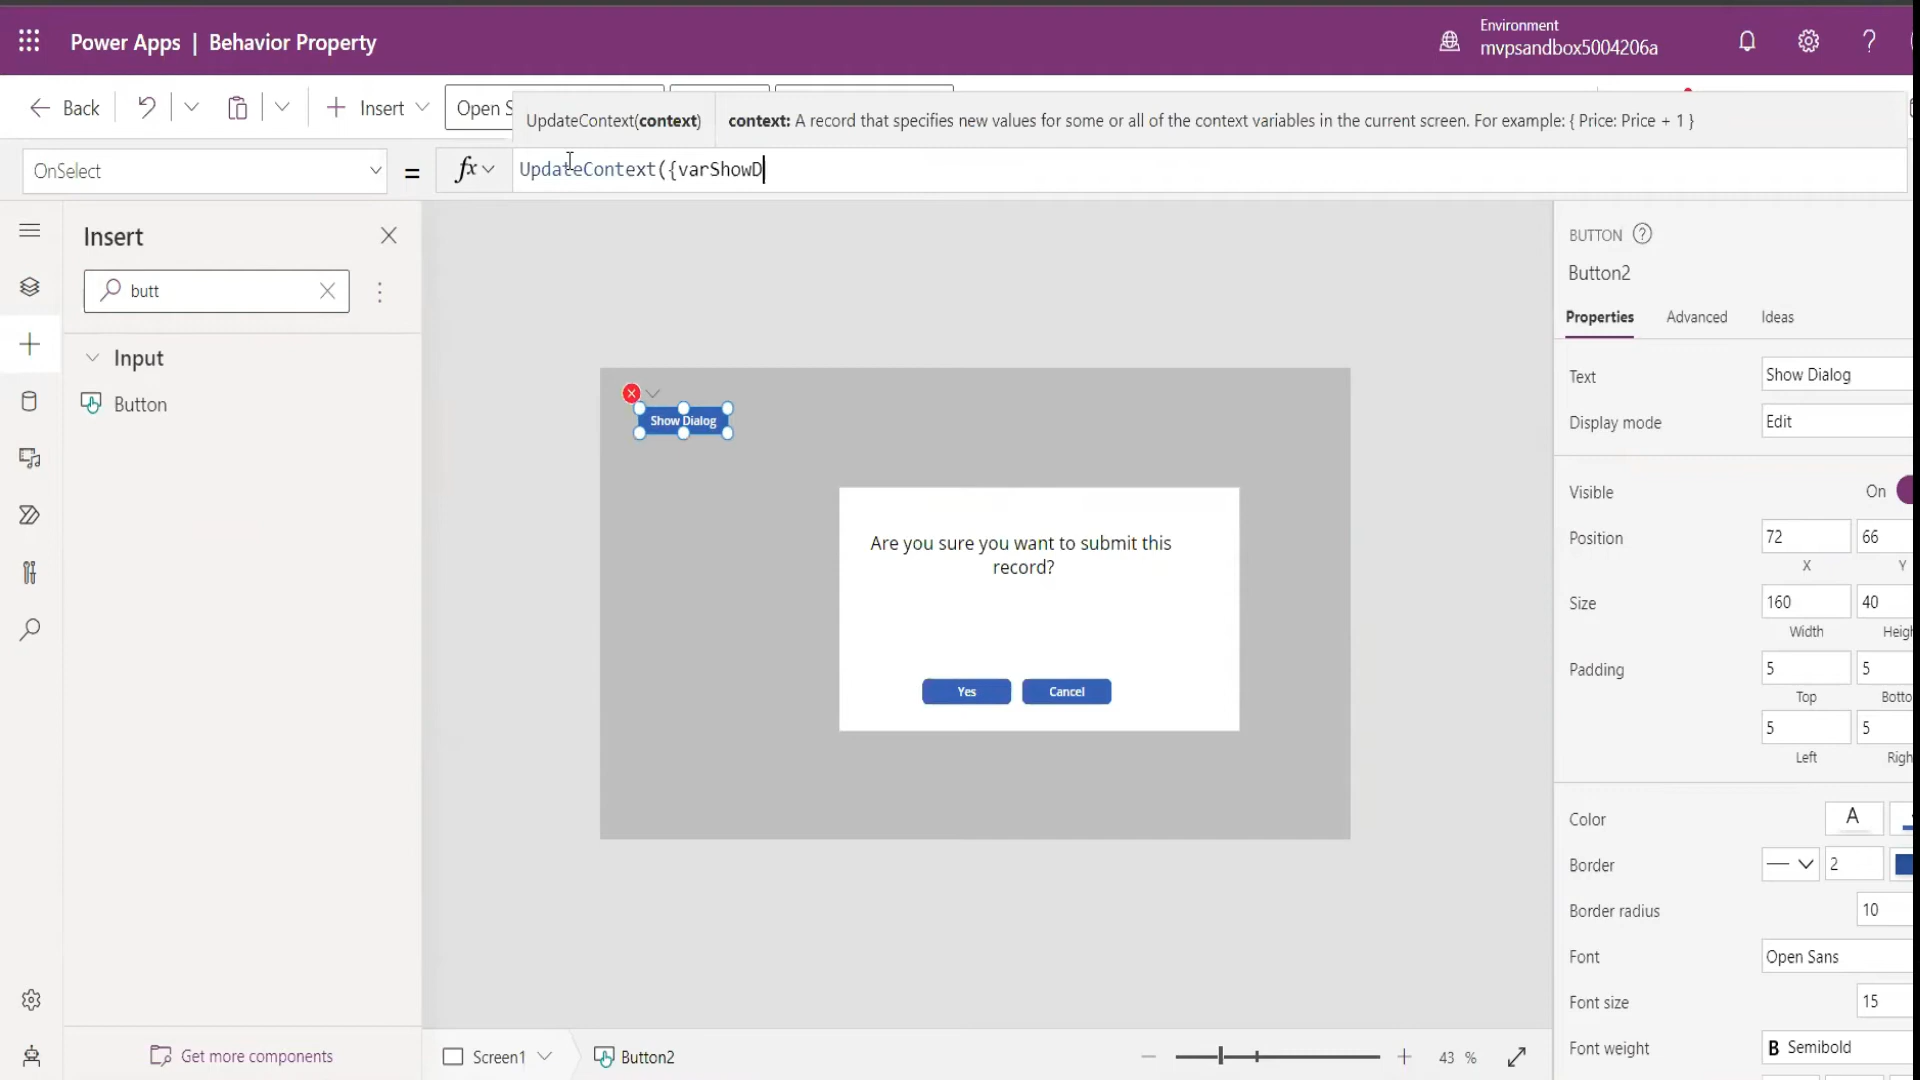 Power Apps | Behavior Property
Environment
mvpsandbox5004206a
Back
Insert
Open S
UpdateContext(context)
context: A record that specifies new values for some or all of the context variables in the current screen. For example: { Price: Price + 1 }
OnSelect
=
fx
UpdateContext({varShowD
Insert
butt
Input
Button
Get more components
Show Dialog
Are you sure you want to submit this
record?
Yes
Cancel
Screen1
Button2
43 %
BUTTON
Button2
Properties
Advanced
Ideas
Text
Show Dialog
Display mode
Edit
Visible
On
Position
72
66
X
Y
Size
160
40
Width
Heigh
Padding
5
5
Top
Botto
5
5
Left
Righ
Color
A
Border
2
Border radius
10
Font
Open Sans
Font size
15
Font weight
B Semibold